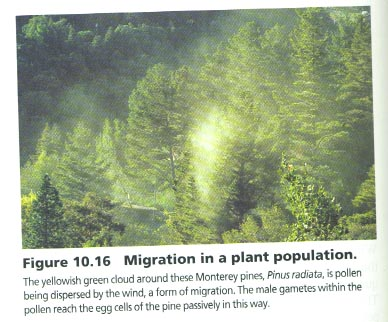 Figure 10.16 Migration in a plant population.
The yellowish green cloud around these Monterey pines, Pinus radiata, is pollen
being dispersed by the wind, a form of migration. The male gametes within the
pollen reach the egg cells of the pine passively in this way.